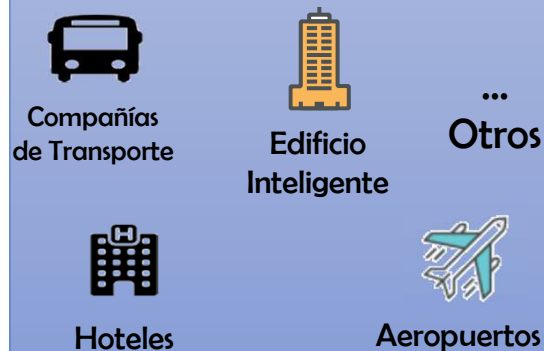 Compañías
de Transporte
Edificio
Inteligente
...
Otros
H
Hoteles
Aeropuertos